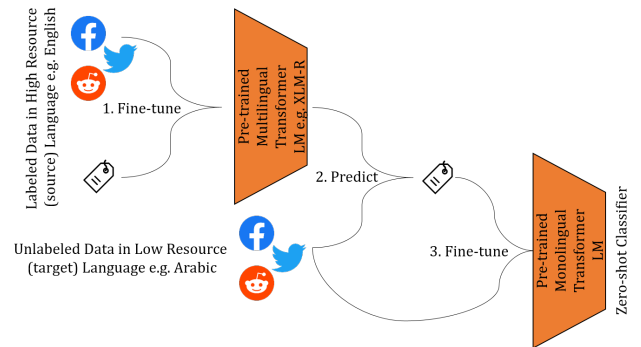 Labeled Data in High Resource
(source) Language e.g. English
1. Fine-tune
Pre-trained
Multilingual
Transformer
LM e.g. XLM-R
2. Predict
Unlabeled Data in Low Resource
(target) Language e.g. Arabic
3. Fine-tune
Pre-trained
Monolingual
Transformer
LM
Zero-shot Classifier